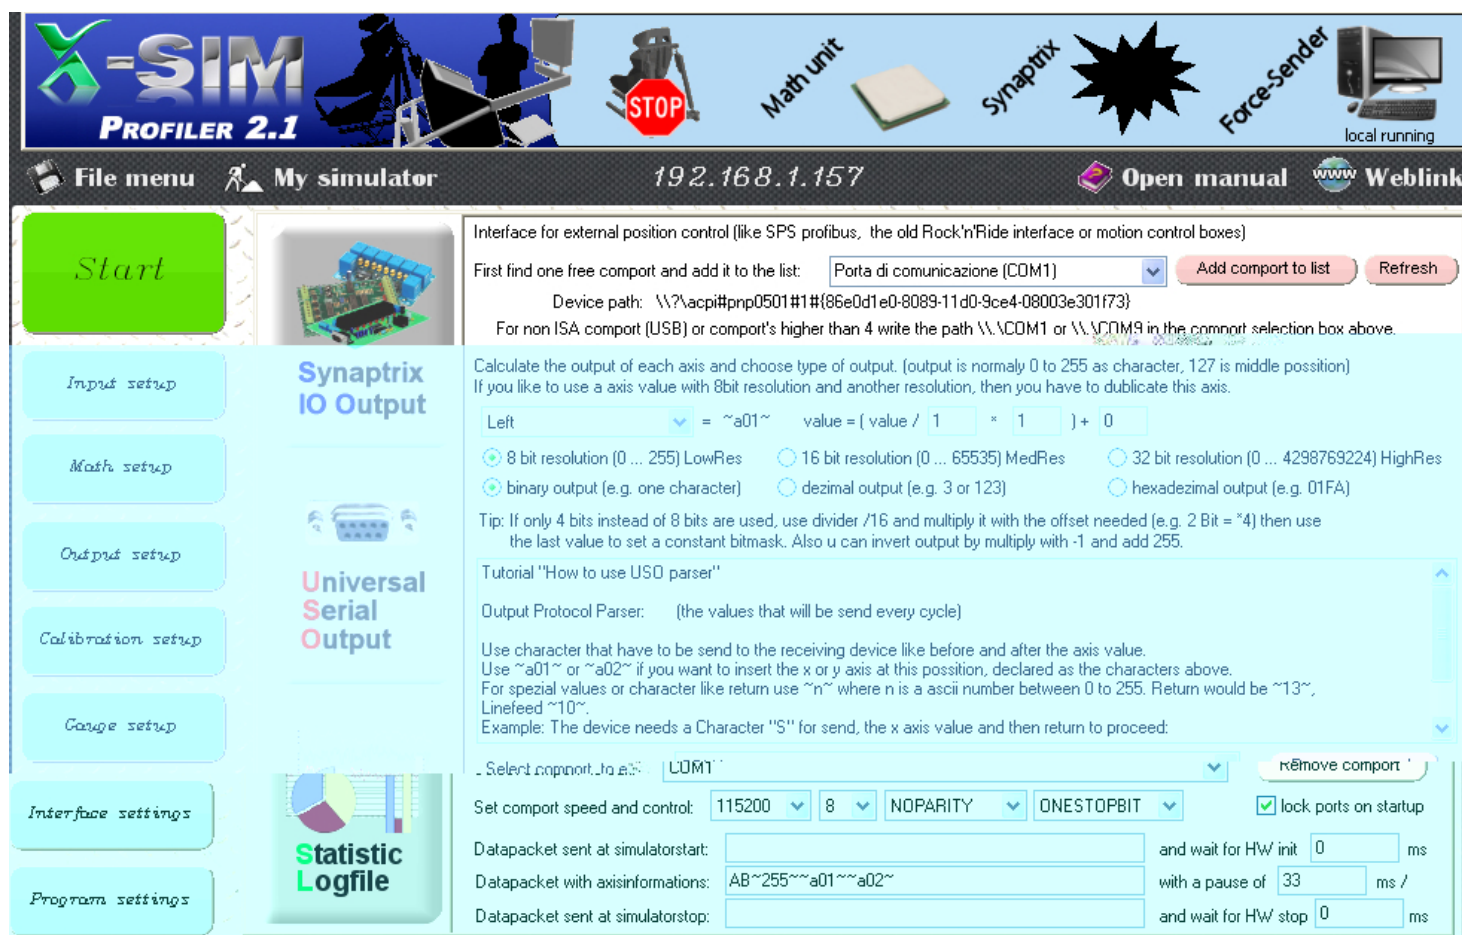 X-SIM
PROFILER 2.1
STOP
Math unit
Synaptrix
Force-Sender
local running
File menu
My simulator
192.168.1.157
Open manual
www
Weblink
Start
Input setup
Math setup
Output setup
Calibration setup
Gauge setup
Interface settings
Program settings
Synaptrix
IO Output
Universal
Serial
Output
Statistic
Logfile
Interface for external position control (like SPS profibus, the old Rock'n'Ride interface or motion control boxes)
First find one free comport and add it to the list: Porta di comunicazione (COM1) Add comport to list Refresh
Device path: \\?\acpi#pnp0501#1#{86e0d1e0-8089-11d0-9ce4-08003e301f73}
For non ISA comport (USB) or comport's higher than 4 write the path \\.\COM1 or \\.\COM9 in the comport selection box above.
Calculate the output of each axis and choose type of output. (output is normaly 0 to 255 as character, 127 is middle possition)
If you like to use a axis value with 8bit resolution and another resolution, then you have to dublicate this axis.
Left = ~a01~ value = ( value / 1 * 1 ) + 0
8 bit resolution (0 ... 255) LowRes 16 bit resolution (0 ... 65535) MedRes 32 bit resolution (0 ... 4298769224) HighRes
binary output (e.g. one character) dezimal output (e.g. 3 or 123) hexadezimal output (e.g. 01FA)
Tip: If only 4 bits instead of 8 bits are used, use divider /16 and multiply it with the offset needed (e.g. 2 Bit = *4) then use
the last value to set a constant bitmask. Also u can invert output by multiply with -1 and add 255.
Tutorial "How to use USO parser"
Output Protocol Parser: (the values that will be send every cycle)
Use character that have to be send to the receiving device like before and after the axis value.
Use ~a01~ or ~a02~ if you want to insert the x or y axis at this possition, declared as the characters above.
For spezial values or character like return use ~n~ where n is a ascii number between 0 to 255. Return would be ~13~,
Linefeed ~10~.
Example: The device needs a Character "S" for send, the x axis value and then return to proceed:
Select comport to COM1 Remove comport
Set comport speed and control: 115200 8 NOPARITY ONESTOPBIT lock ports on startup
Datapacket sent at simulatorstart: and wait for HW init 0 ms
Datapacket with axisinformations: AB~255~~a01~~a02~ with a pause of 33 ms /
Datapacket sent at simulatorstop: and wait for HW stop 0 ms